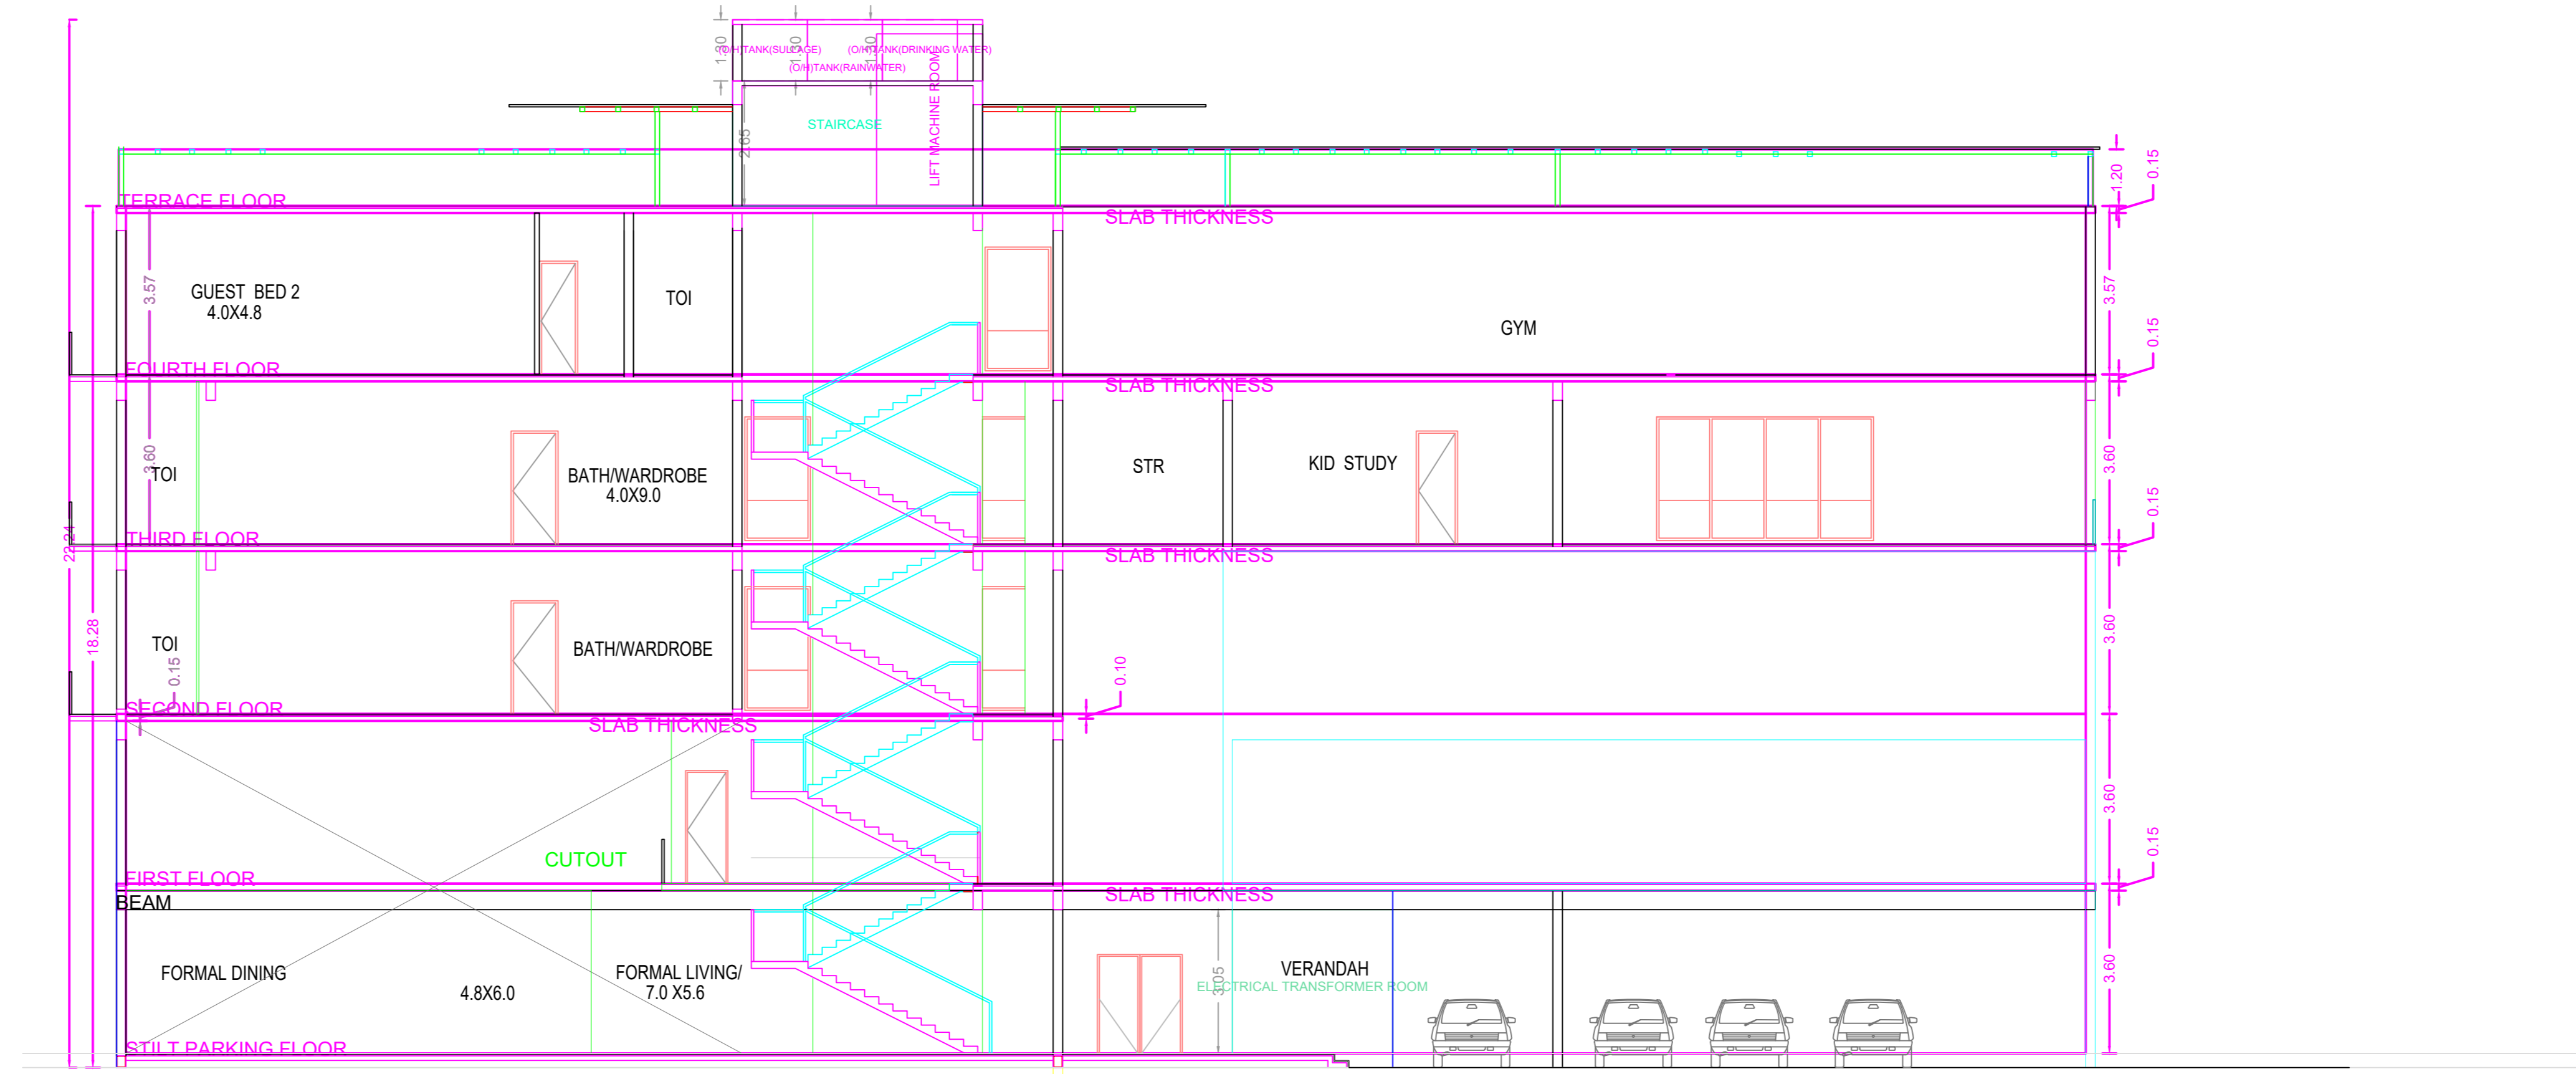 1.30
1.30
1.30
(O/H)TANK(SULLAGE)
(O/H)TANK(DRINKING WATER)
(O/H)TANK(RAINWATER)
LIFT MACHINE ROOM
STAIRCASE
2.65
1.20
0.15
TERRACE FLOOR
SLAB THICKNESS
3.57
GUEST  BED 2
4.0X4.8
TOI
GYM
3.57
0.15
FOURTH FLOOR
SLAB THICKNESS
3.60
TOI
BATH/WARDROBE
4.0X9.0
STR
KID  STUDY
3.60
0.15
22.24
THIRD FLOOR
SLAB THICKNESS
18.28
TOI
0.15
BATH/WARDROBE
0.10
3.60
SECOND FLOOR
SLAB THICKNESS
3.60
CUTOUT
0.15
FIRST FLOOR
BEAM
SLAB THICKNESS
FORMAL DINING
4.8X6.0
FORMAL LIVING/
7.0 X5.6
3.05
VERANDAH
ELECTRICAL TRANSFORMER ROOM
3.60
STILT PARKING FLOOR